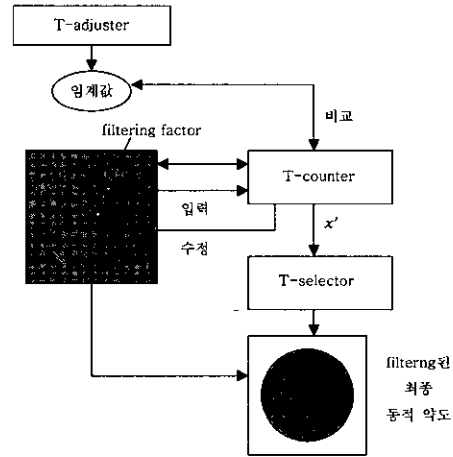 T-adjuster
임계값
비교
filtering factor
T-counter
입력
x'
수정
T-selector
filterng된
최종
동적 약도